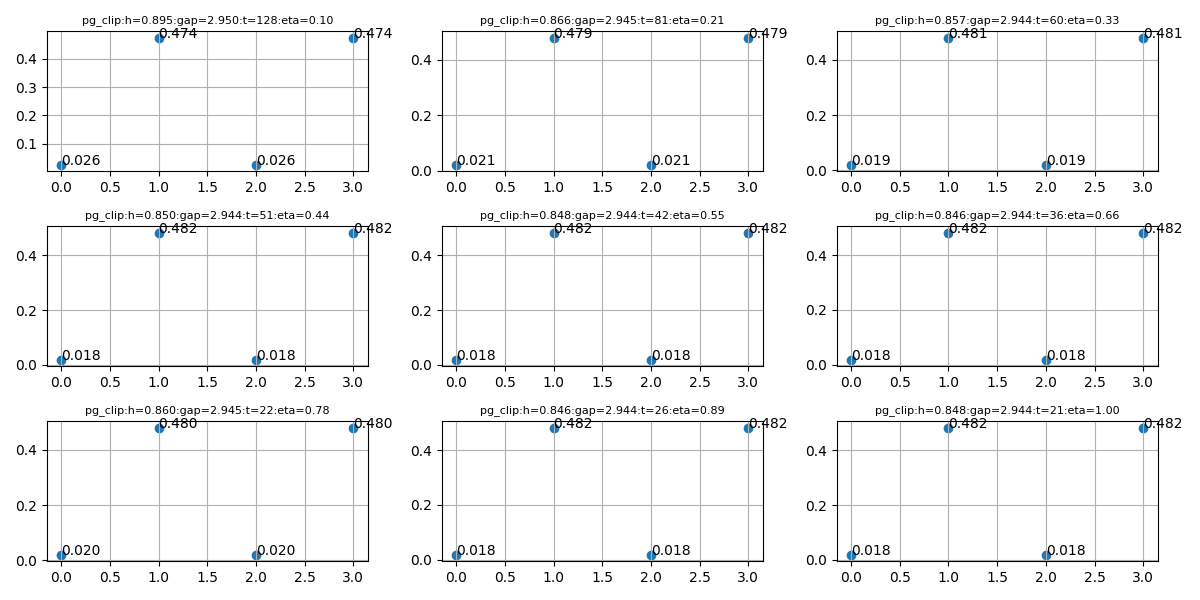 pg_clip:h=0.895:gap=2.950:t=128:eta=0.10
0.474 0.474
0.4
0.3
0.2
0.1
0.026 0.026
0.0 0.5 1.0 1.5 2.0 2.5 3.0
pg_clip:h=0.866:gap=2.945:t=81:eta=0.21
0.479 0.479
0.4
0.2
0.021 0.021
0.0
0.0 0.5 1.0 1.5 2.0 2.5 3.0
pg_clip:h=0.857:gap=2.944:t=60:eta=0.33
0.481 0.481
0.4
0.2
0.019 0.019
0.0
0.0 0.5 1.0 1.5 2.0 2.5 3.0
pg_clip:h=0.850:gap=2.944:t=51:eta=0.44
0.482 0.482
0.4
0.2
0.018 0.018
0.0
0.0 0.5 1.0 1.5 2.0 2.5 3.0
pg_clip:h=0.848:gap=2.944:t=42:eta=0.55
0.482 0.482
0.4
0.2
0.018 0.018
0.0
0.0 0.5 1.0 1.5 2.0 2.5 3.0
pg_clip:h=0.846:gap=2.944:t=36:eta=0.66
0.482 0.482
0.4
0.2
0.018 0.018
0.0
0.0 0.5 1.0 1.5 2.0 2.5 3.0
pg_clip:h=0.860:gap=2.945:t=22:eta=0.78
0.480 0.480
0.4
0.2
0.020 0.020
0.0
0.0 0.5 1.0 1.5 2.0 2.5 3.0
pg_clip:h=0.846:gap=2.944:t=26:eta=0.89
0.482 0.482
0.4
0.2
0.018 0.018
0.0
0.0 0.5 1.0 1.5 2.0 2.5 3.0
pg_clip:h=0.848:gap=2.944:t=21:eta=1.00
0.482 0.482
0.4
0.2
0.018 0.018
0.0
0.0 0.5 1.0 1.5 2.0 2.5 3.0